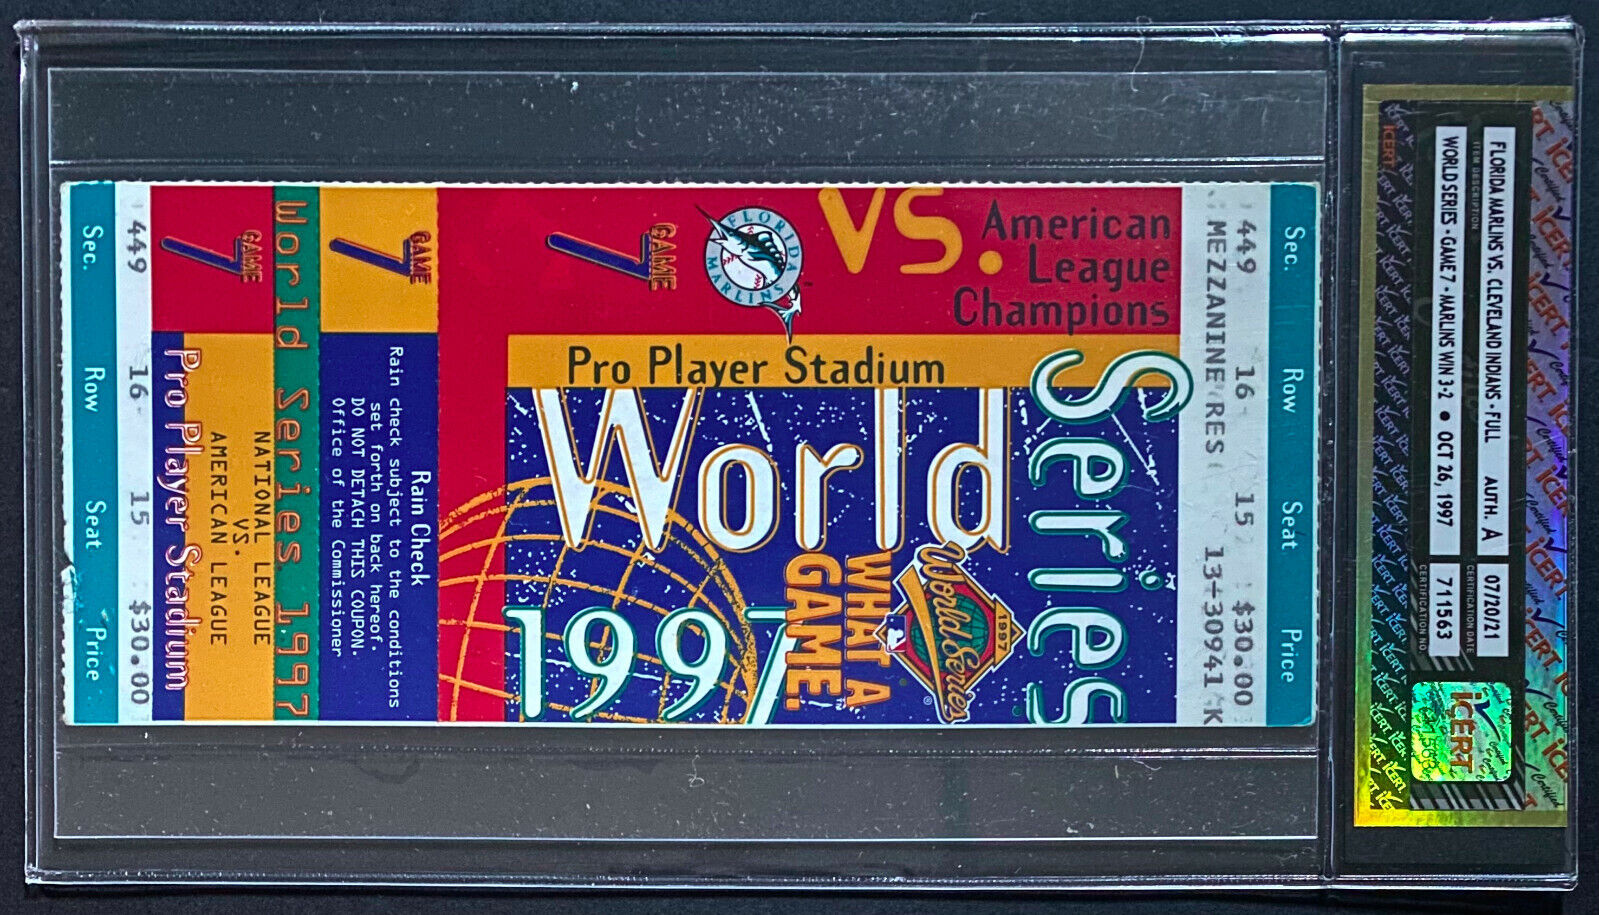 Sec. Row Seat Price
449 16 15 $30.00
GAME
7
Pro Player Stadium
NATIONAL LEAGUE
VS.
AMERICAN LEAGUE
World Series 1997
GAME
7
Rain Check
Rain check subject to the conditions
set forth on back hereof.
DO NOT DETACH THIS COUPON.
Office of the Commissioner
GAME
7
FLORIDA
MARLINS
VS.
American
League
Champions
Pro Player Stadium
World
Series
1997
WHAT A
GAME.
1997
World Series
MEZZANINE RES 13-30941 K
449 16 15 $30.00
Sec. Row Seat Price
FLORIDA MARLINS VS. CLEVELAND INDIANS - FULL AUTH. A
07/20/21
ITEM DESCRIPTION
CERTIFICATION DATE
WORLD SERIES - GAME 7 - MARLINS WIN 3-2 • OCT 26, 1997
711563
CERTIFICATION NO.
iCERT
Certified